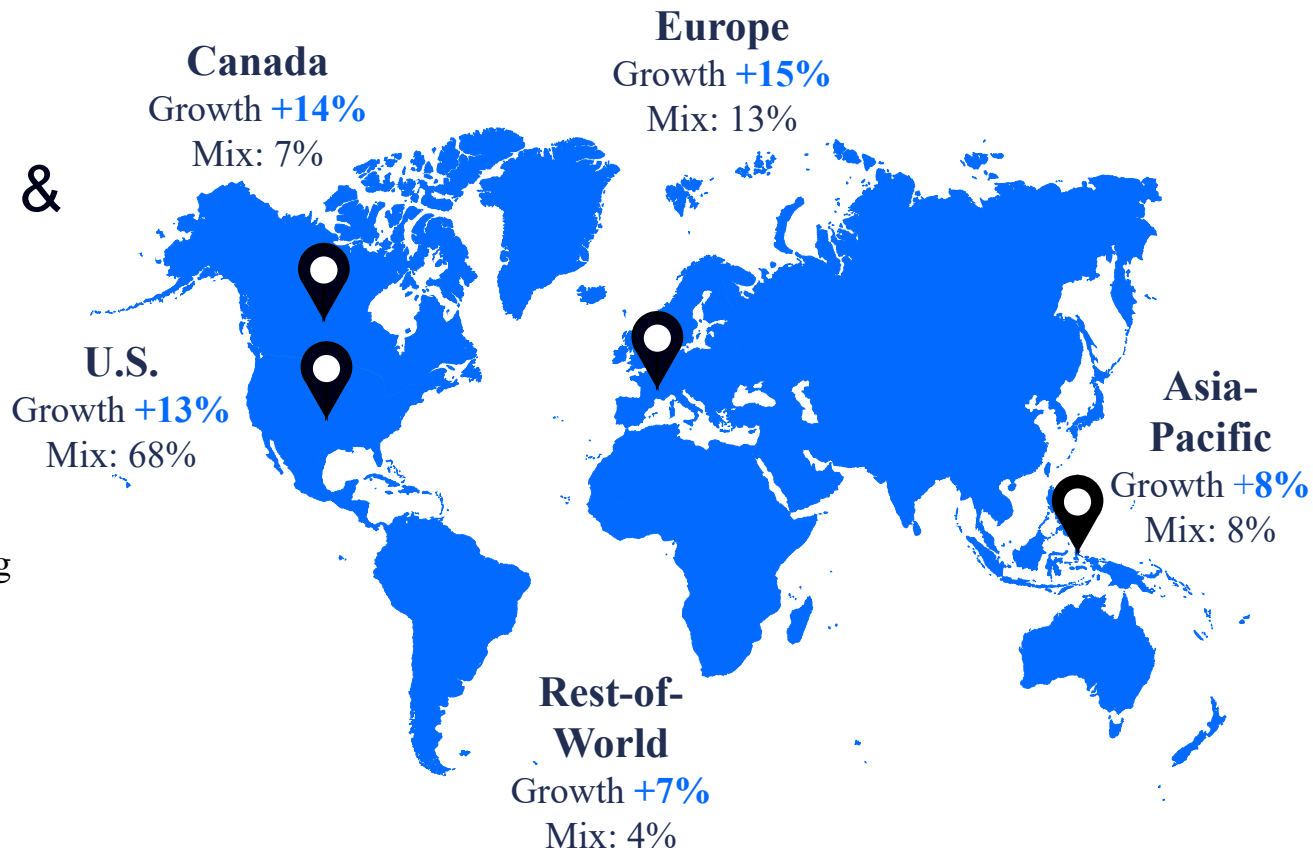 Europe
Growth +15%
Mix: 13%
Canada
Growth +14%
Mix: 7%
&
U.S.
Growth +13%
Mix: 68%
Asia-
Pacific
Growth +8%
Mix: 8%
g
Rest-of-
World
Growth +7%
Mix: 4%